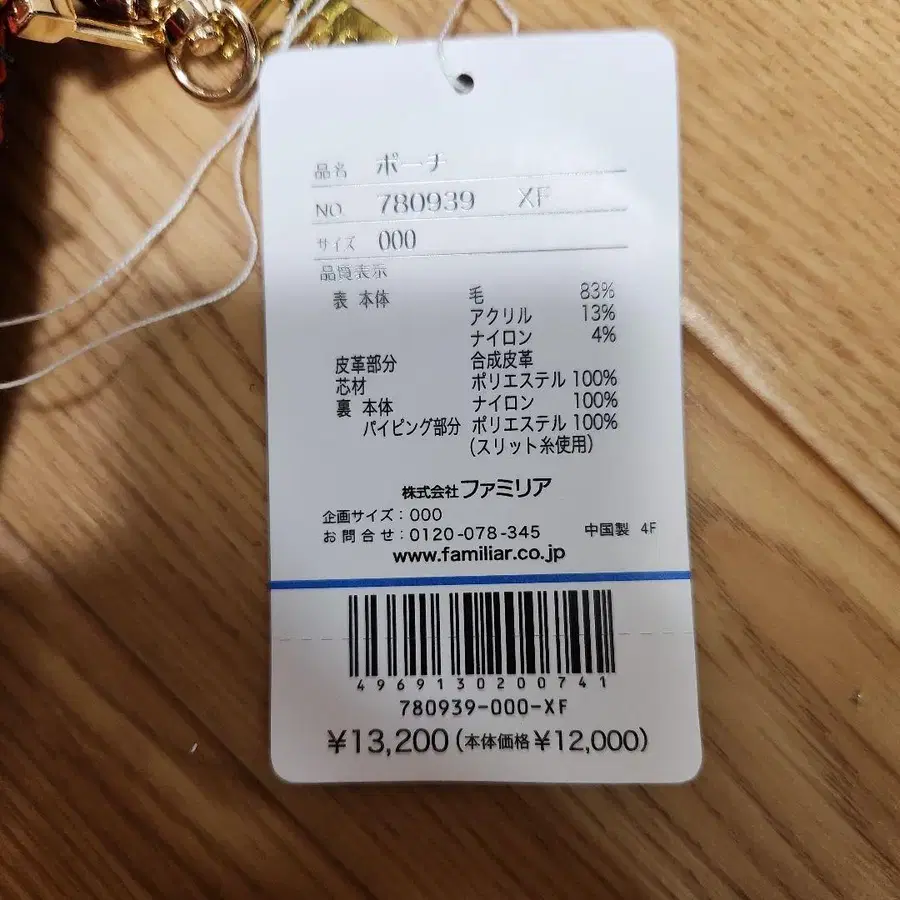 品名 ポーチ
NO. 780939 XF
サイズ 000
品質表示
表 本体 毛 83%
アクリル 13%
ナイロン 4%
皮革部分 合成皮革
芯材 ポリエステル 100%
裏 本体 ナイロン 100%
パイピング部分 ポリエステル 100%
(スリット糸使用)
株式会社ファミリア
企画サイズ：000
お問合せ：0120-078-345 中国製 4F
www.familiar.co.jp
4969130200741
780939-000-XF
¥13,200(本体価格¥12,000)